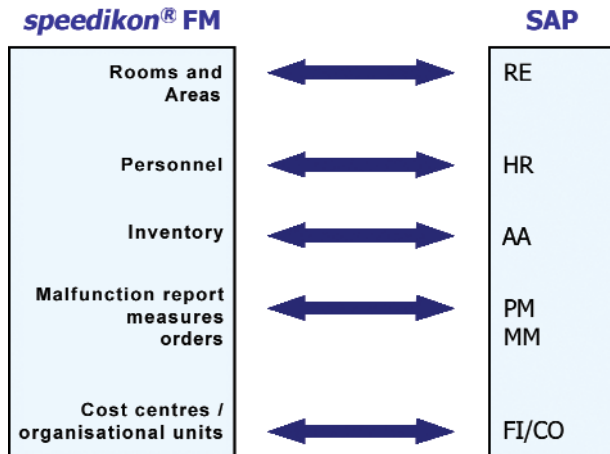 speedikon® FM
SAP
Rooms and
Areas
RE
Personnel
HR
Inventory
AA
Malfunction report
measures
orders
PM
MM
Cost centres /
organisational units
FI/CO